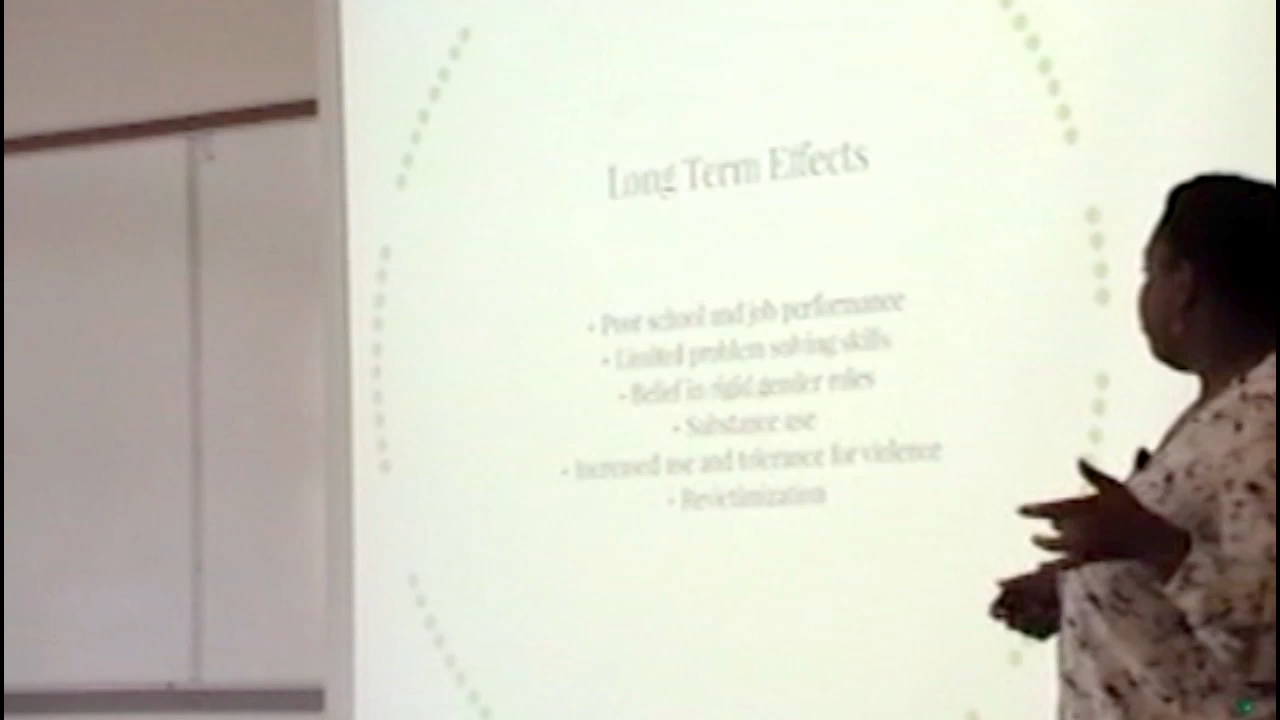 Long Term Effects
• Poor school and job performance
• Limited problem solving skills
• Belief in rigid gender roles
• Substance use
• Increased use and tolerance for violence
• Revictimization